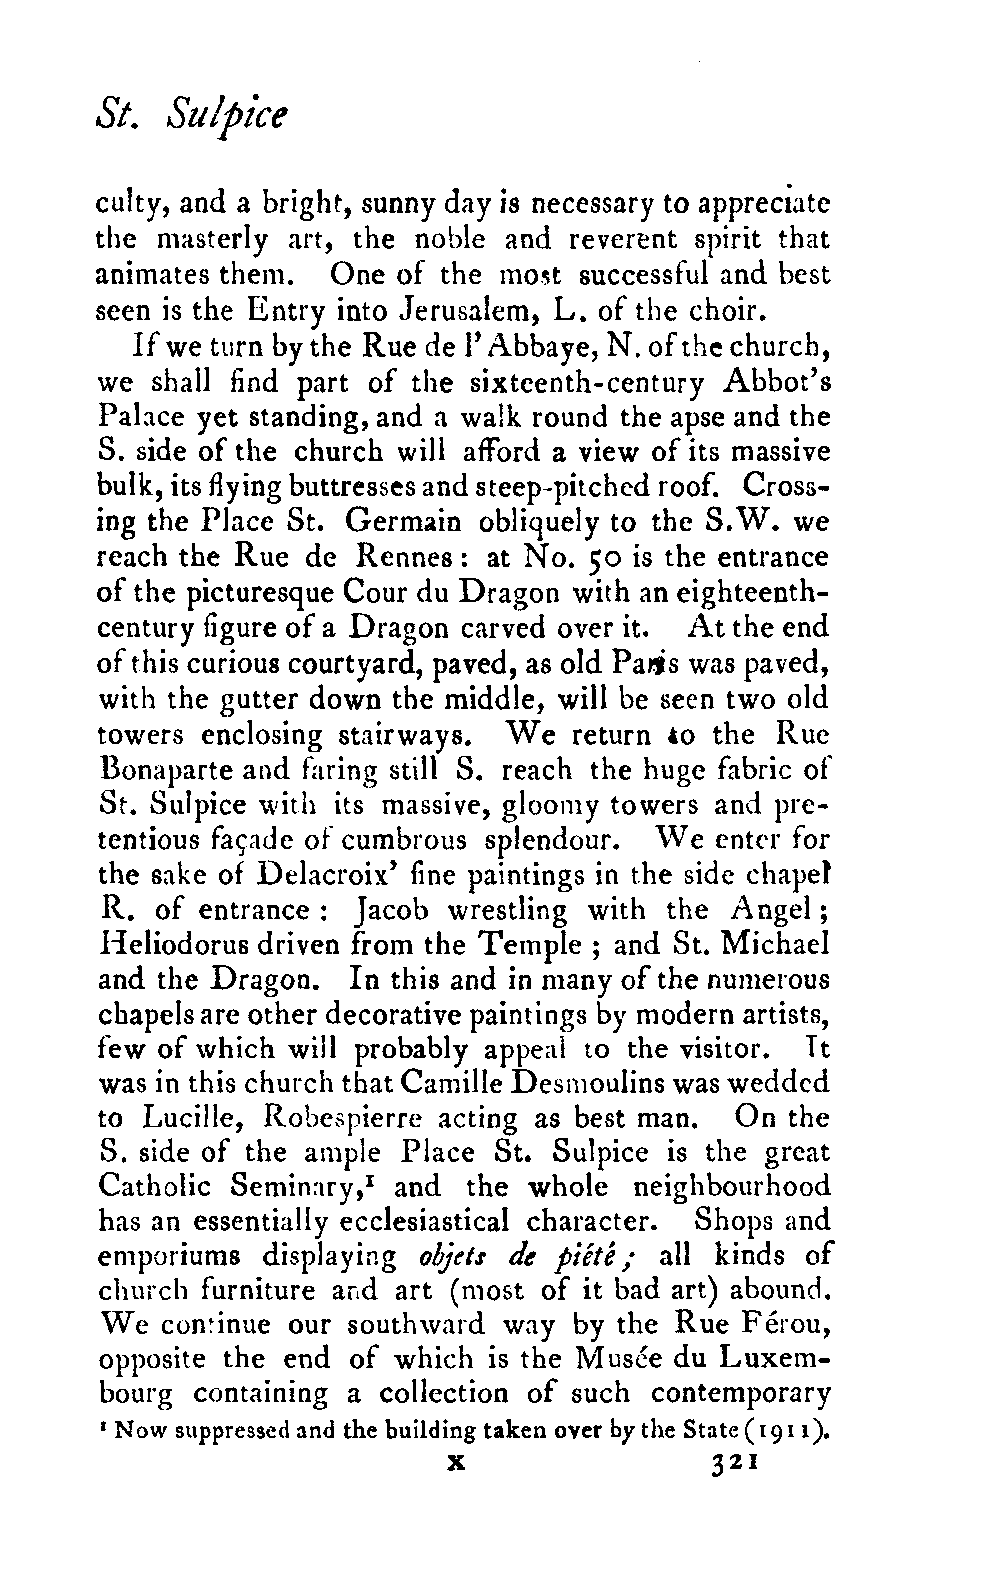 St. Sulpice
culty, and a bright, sunny day is necessary to appreciate
the masterly art, the noble and reverent spirit that
animates them. One of the most successful and best
seen is the Entry into Jerusalem, L. of the choir.
If we turn by the Rue de l'Abbaye, N. of the church,
we shall find part of the sixteenth-century Abbot's
Palace yet standing, and a walk round the apse and the
S. side of the church will afford a view of its massive
bulk, its flying buttresses and steep-pitched roof. Cross-
ing the Place St. Germain obliquely to the S.W. we
reach the Rue de Rennes : at No. 50 is the entrance
of the picturesque Cour du Dragon with an eighteenth-
century figure of a Dragon carved over it. At the end
of this curious courtyard, paved, as old Paris was paved,
with the gutter down the middle, will be seen two old
towers enclosing stairways. We return to the Rue
Bonaparte and faring still S. reach the huge fabric of
St. Sulpice with its massive, gloomy towers and pre-
tentious façade of cumbrous splendour. We enter for
the sake of Delacroix' fine paintings in the side chapel
R. of entrance : Jacob wrestling with the Angel ;
Heliodorus driven from the Temple ; and St. Michael
and the Dragon. In this and in many of the numerous
chapels are other decorative paintings by modern artists,
few of which will probably appeal to the visitor. It
was in this church that Camille Desmoulins was wedded
to Lucille, Robespierre acting as best man. On the
S. side of the ample Place St. Sulpice is the great
Catholic Seminary,¹ and the whole neighbourhood
has an essentially ecclesiastical character. Shops and
emporiums displaying objets de piété ; all kinds of
church furniture and art (most of it bad art) abound.
We continue our southward way by the Rue Férou,
opposite the end of which is the Musée du Luxem-
bourg containing a collection of such contemporary
¹ Now suppressed and the building taken over by the State (1911).
X 321